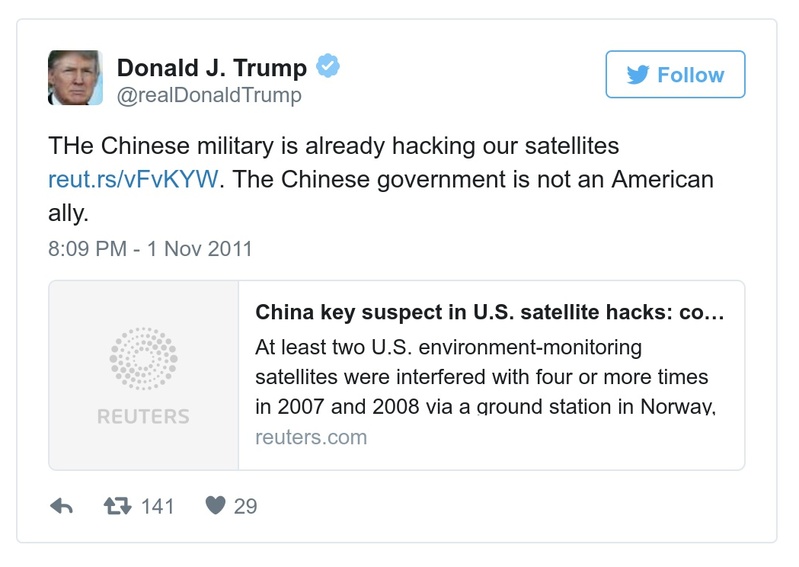 Donald J. Trump
@realDonaldTrump
Follow
THe Chinese military is already hacking our satellites
reut.rs/vFvKYW. The Chinese government is not an American
ally.
8:09 PM - 1 Nov 2011
REUTERS
China key suspect in U.S. satellite hacks: co...
At least two U.S. environment-monitoring
satellites were interfered with four or more times
in 2007 and 2008 via a ground station in Norway,
reuters.com
141
29